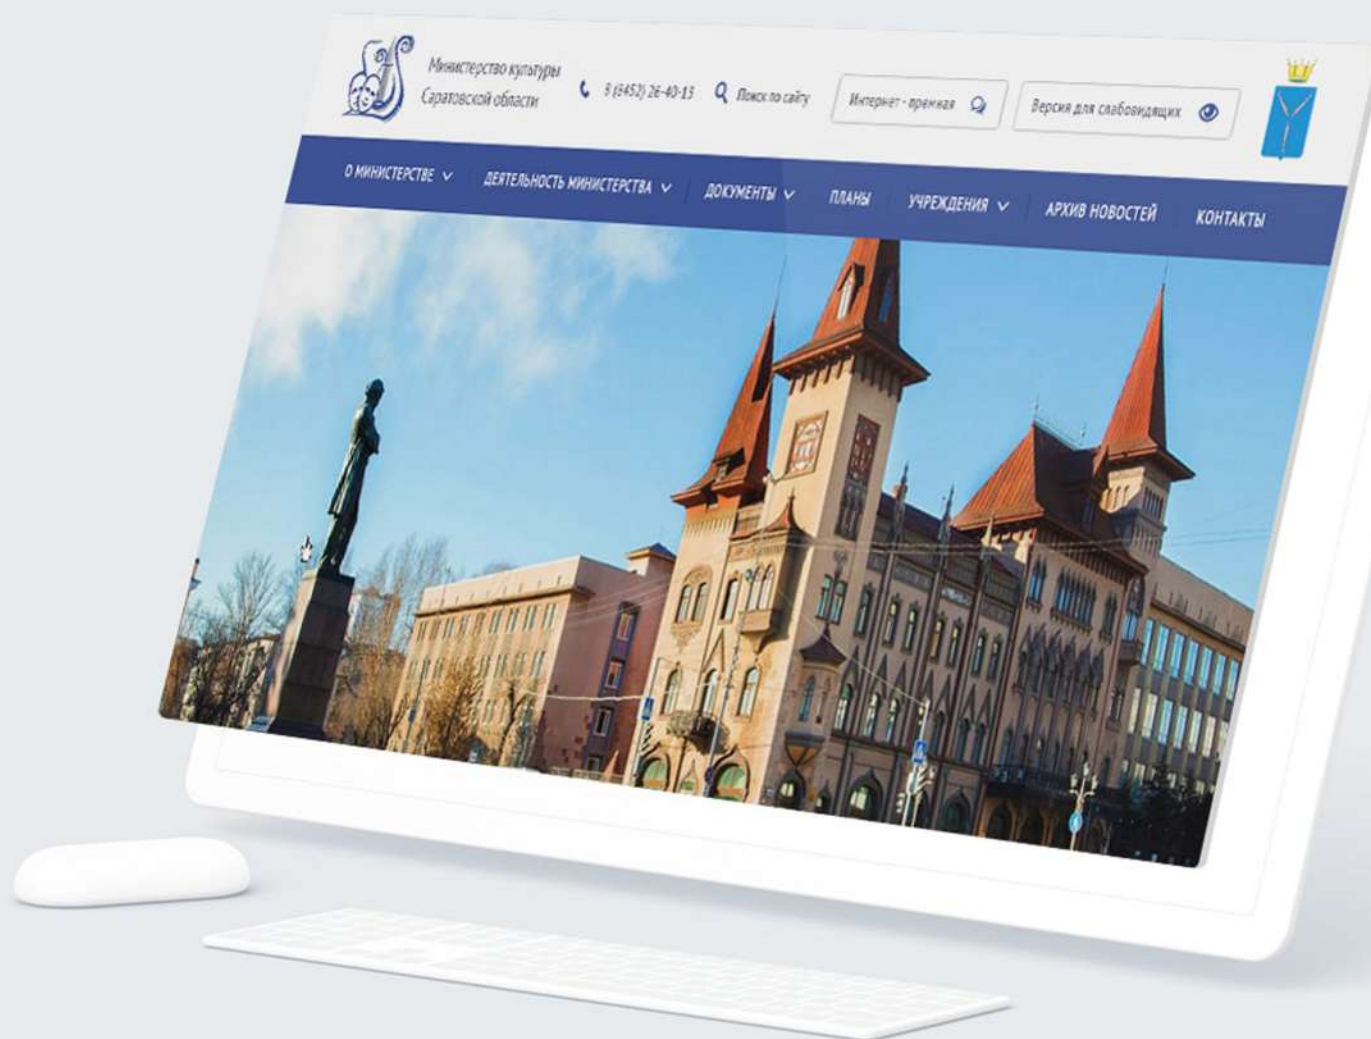 Министерство культуры
Саратовской области
8 (8452) 26-40-13
Поиск по сайту
Интернет - премная
Версия для слабовидящих
О МИНИСТЕРСТВЕ
ДЕЯТЕЛЬНОСТЬ МИНИСТЕРСТВА
ДОКУМЕНТЫ
ПЛАНЫ
УЧРЕЖДЕНИЯ
АРХИВ НОВОСТЕЙ
КОНТАКТЫ